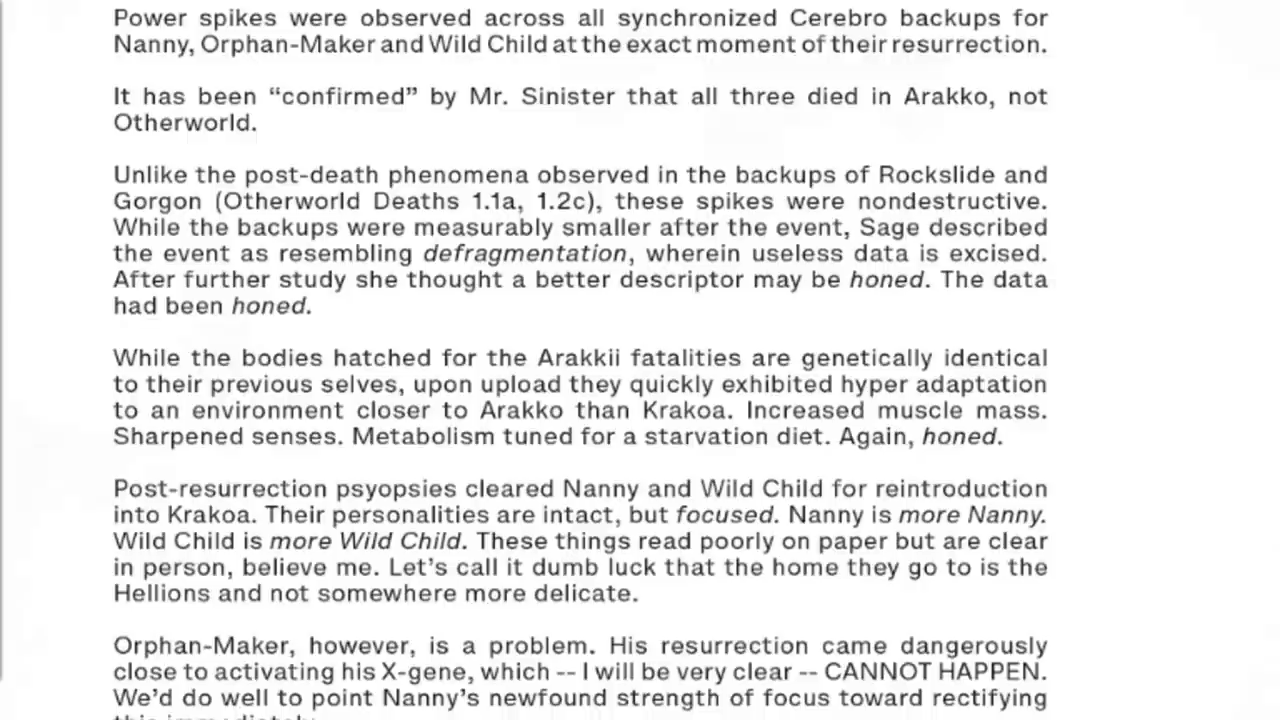 Power spikes were observed across all synchronized Cerebro backups for
Nanny, Orphan-Maker and Wild Child at the exact moment of their resurrection.
It has been “confirmed” by Mr. Sinister that all three died in Arakko, not
Otherworld.
Unlike the post-death phenomena observed in the backups of Rockslide and
Gorgon (Otherworld Deaths 1.1a, 1.2c), these spikes were nondestructive.
While the backups were measurably smaller after the event, Sage described
the event as resembling defragmentation, wherein useless data is excised.
After further study she thought a better descriptor may be honed. The data
had been honed.
While the bodies hatched for the Arakkii fatalities are genetically identical
to their previous selves, upon upload they quickly exhibited hyper adaptation
to an environment closer to Arakko than Krakoa. Increased muscle mass.
Sharpened senses. Metabolism tuned for a starvation diet. Again, honed.
Post-resurrection psyopsies cleared Nanny and Wild Child for reintroduction
into Krakoa. Their personalities are intact, but focused. Nanny is more Nanny.
Wild Child is more Wild Child. These things read poorly on paper but are clear
in person, believe me. Let’s call it dumb luck that the home they go to is the
Hellions and not somewhere more delicate.
Orphan-Maker, however, is a problem. His resurrection came dangerously
close to activating his X-gene, which -- I will be very clear -- CANNOT HAPPEN.
We’d do well to point Nanny’s newfound strength of focus toward rectifying
this immediately.